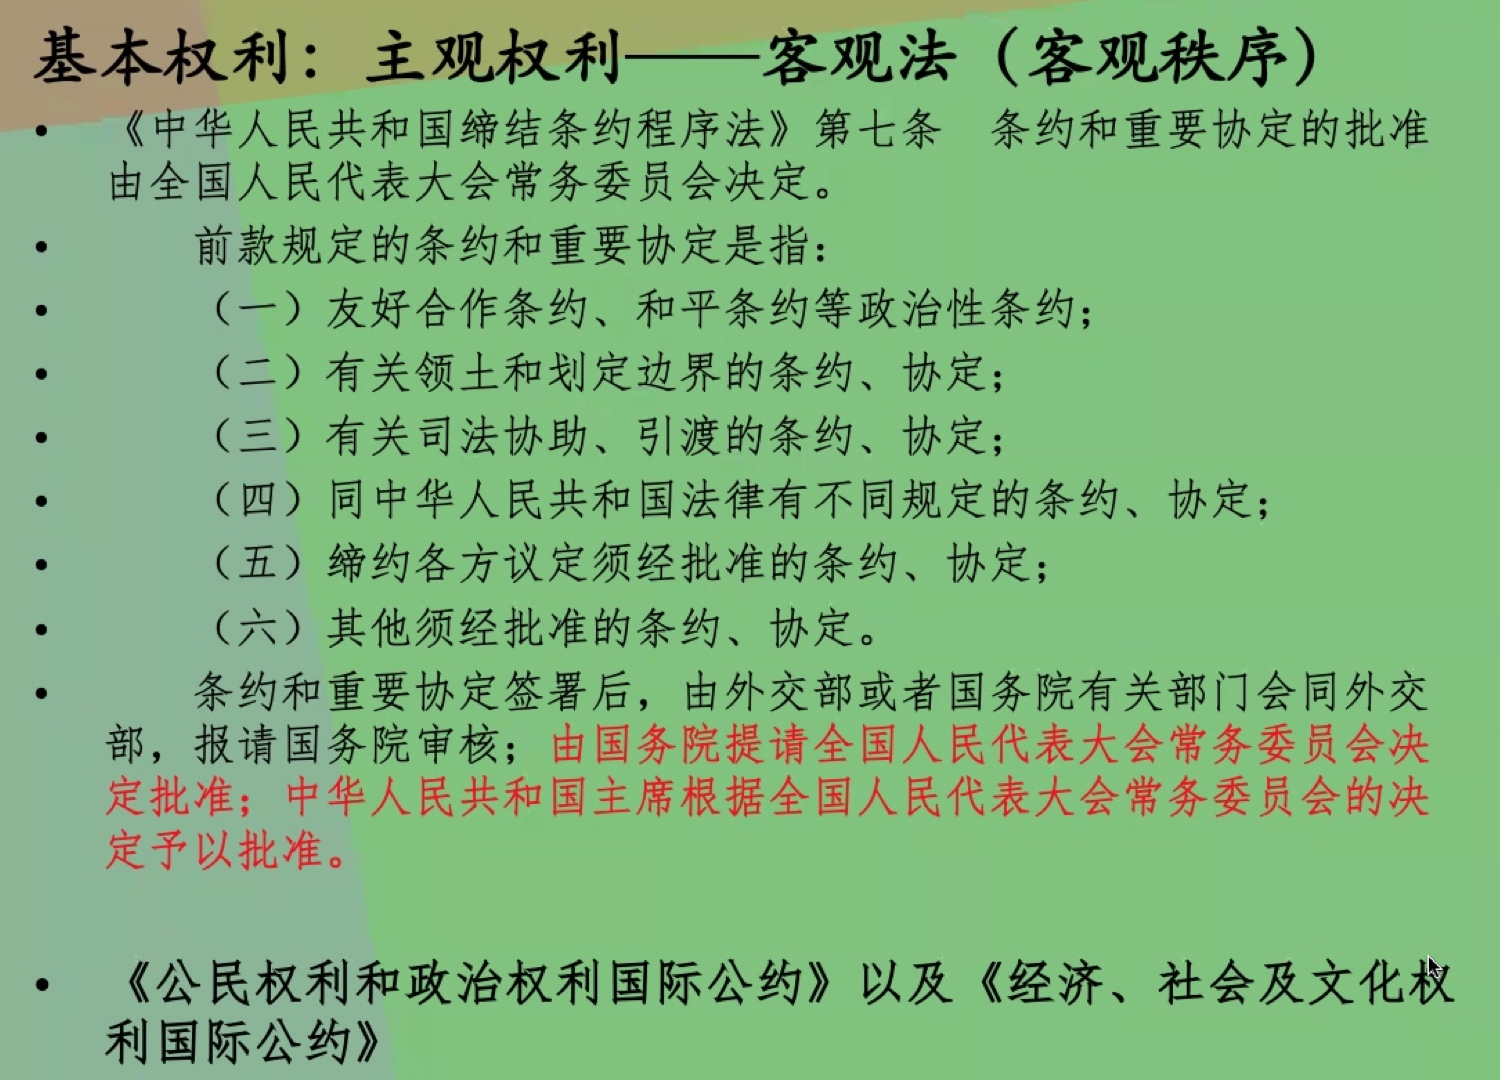 基本权利：主观权利——客观法（客观秩序）
• 《中华人民共和国缔结条约程序法》第七条　条约和重要协定的批准
由全国人民代表大会常务委员会决定。
• 前款规定的条约和重要协定是指：
• （一）友好合作条约、和平条约等政治性条约；
• （二）有关领土和划定边界的条约、协定；
• （三）有关司法协助、引渡的条约、协定；
• （四）同中华人民共和国法律有不同规定的条约、协定；
• （五）缔约各方议定须经批准的条约、协定；
• （六）其他须经批准的条约、协定。
• 条约和重要协定签署后，由外交部或者国务院有关部门会同外交
部，报请国务院审核；由国务院提请全国人民代表大会常务委员会决
定批准；中华人民共和国主席根据全国人民代表大会常务委员会的决
定予以批准。
• 《公民权利和政治权利国际公约》以及《经济、社会及文化权
利国际公约》